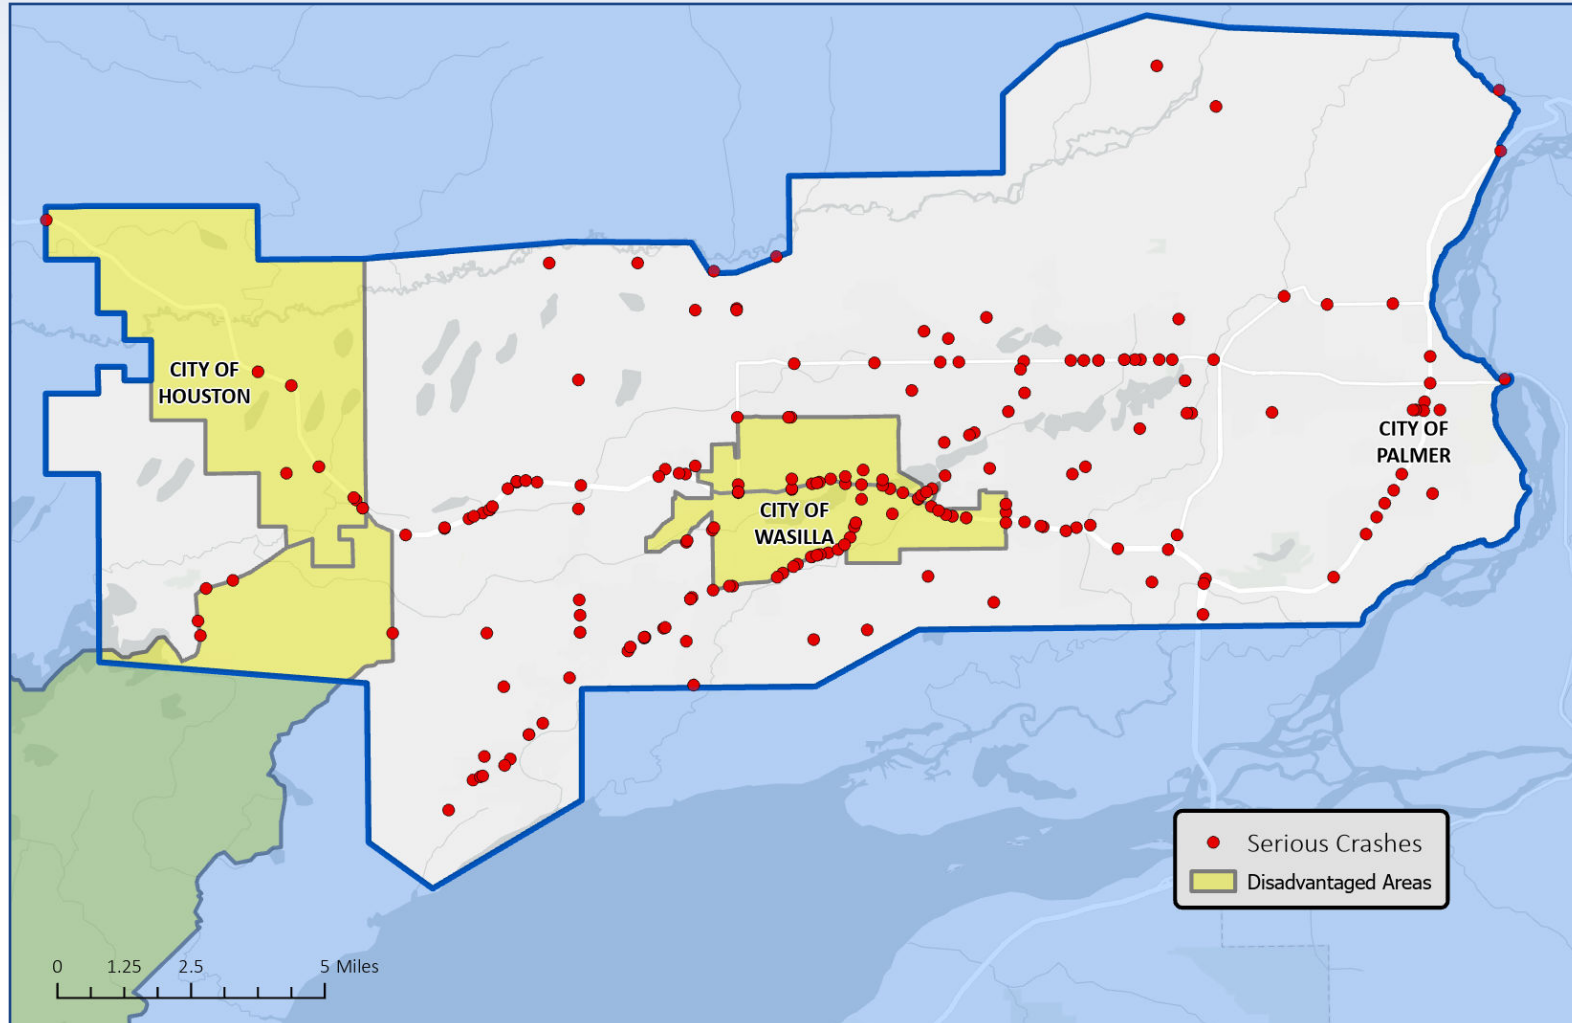 CITY OF
HOUSTON
CITY OF
WASILLA
CITY OF
PALMER
Serious Crashes
Disadvantaged Areas
0 1.25 2.5 5 Miles